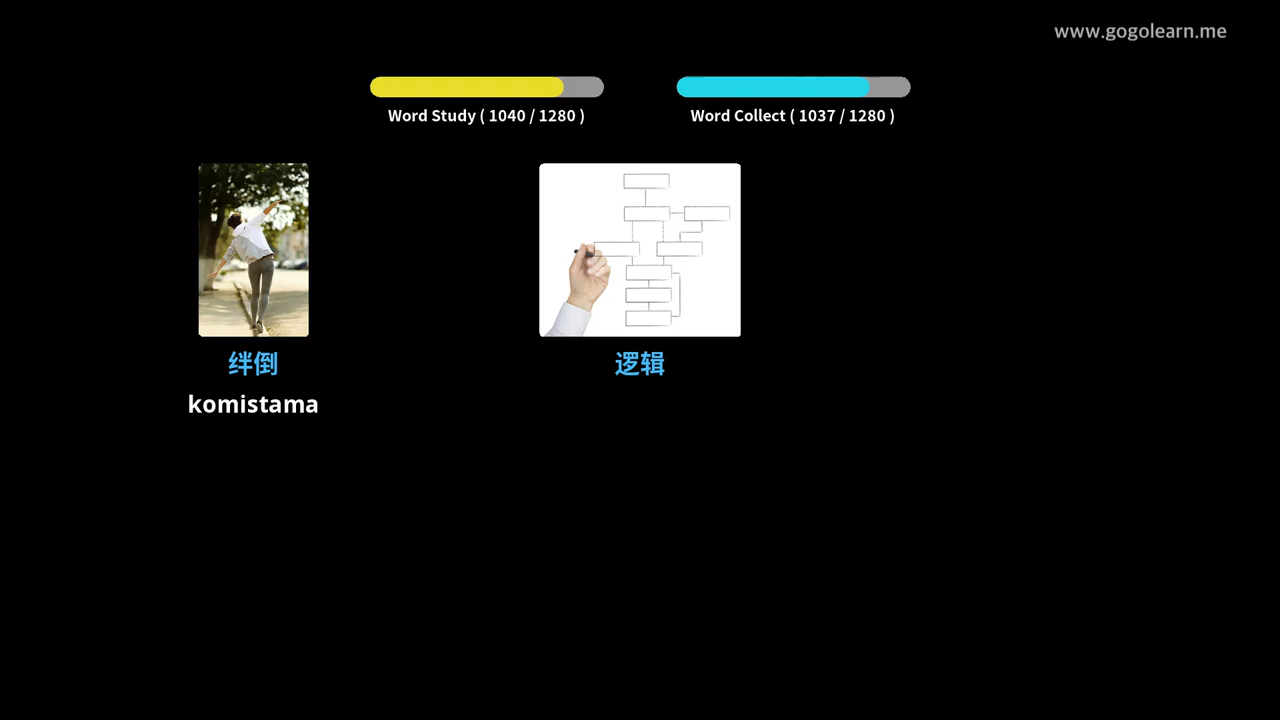 www.gogolearn.me
Word Study ( 1040 / 1280 )
Word Collect ( 1037 / 1280 )
绊倒
逻辑
komistama